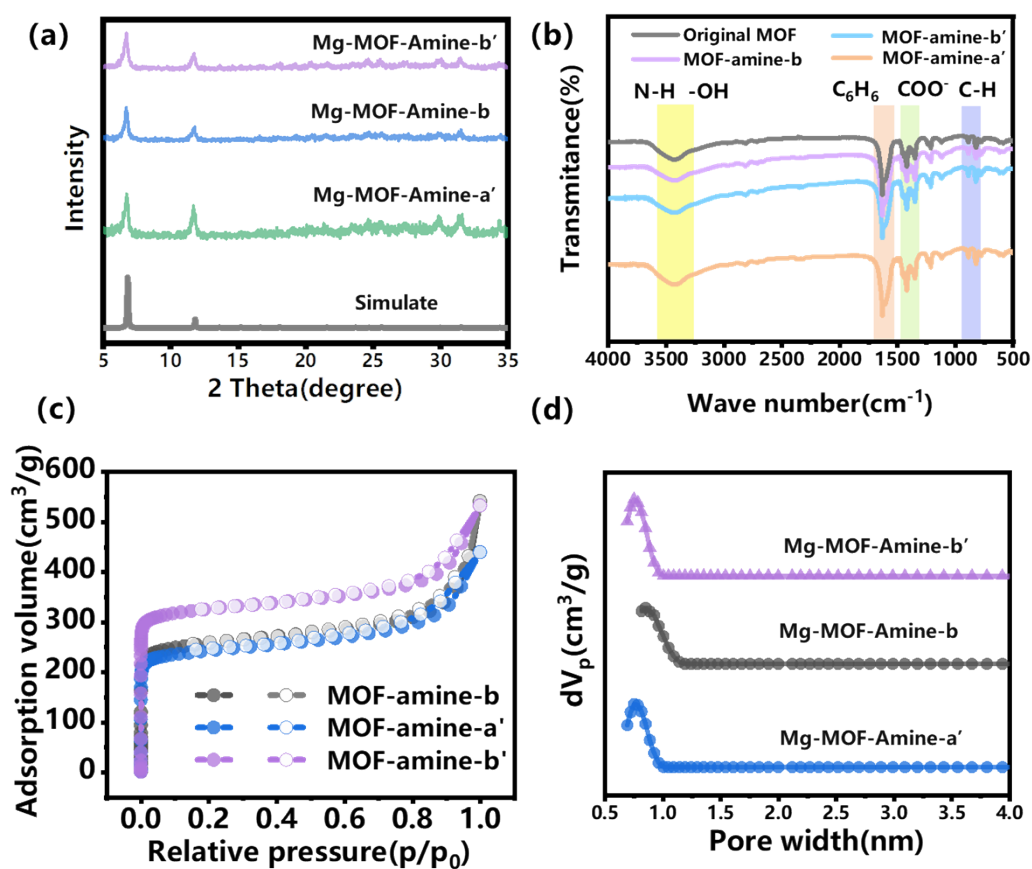 (a)
Mg-MOF-Amine-b’
Mg-MOF-Amine-b
Mg-MOF-Amine-a’
Simulate
Intensity
5 10 15 20 25 30 35
2 Theta(degree)
(b)
Original MOF
MOF-amine-b
MOF-amine-b’
MOF-amine-a’
N-H -OH C₆H₆ COO⁻ C-H
Transmitance(%)
4000 3500 3000 2500 2000 1500 1000 500
Wave number(cm⁻¹)
(c)
600
500
400
300
200
100
0
Adsorption volume(cm³/g)
MOF-amine-b
MOF-amine-a'
MOF-amine-b'
0.0 0.2 0.4 0.6 0.8 1.0
Relative pressure(p/p₀)
(d)
Mg-MOF-Amine-b’
Mg-MOF-Amine-b
Mg-MOF-Amine-a’
dVₚ(cm³/g)
0.5 1.0 1.5 2.0 2.5 3.0 3.5 4.0
Pore width(nm)